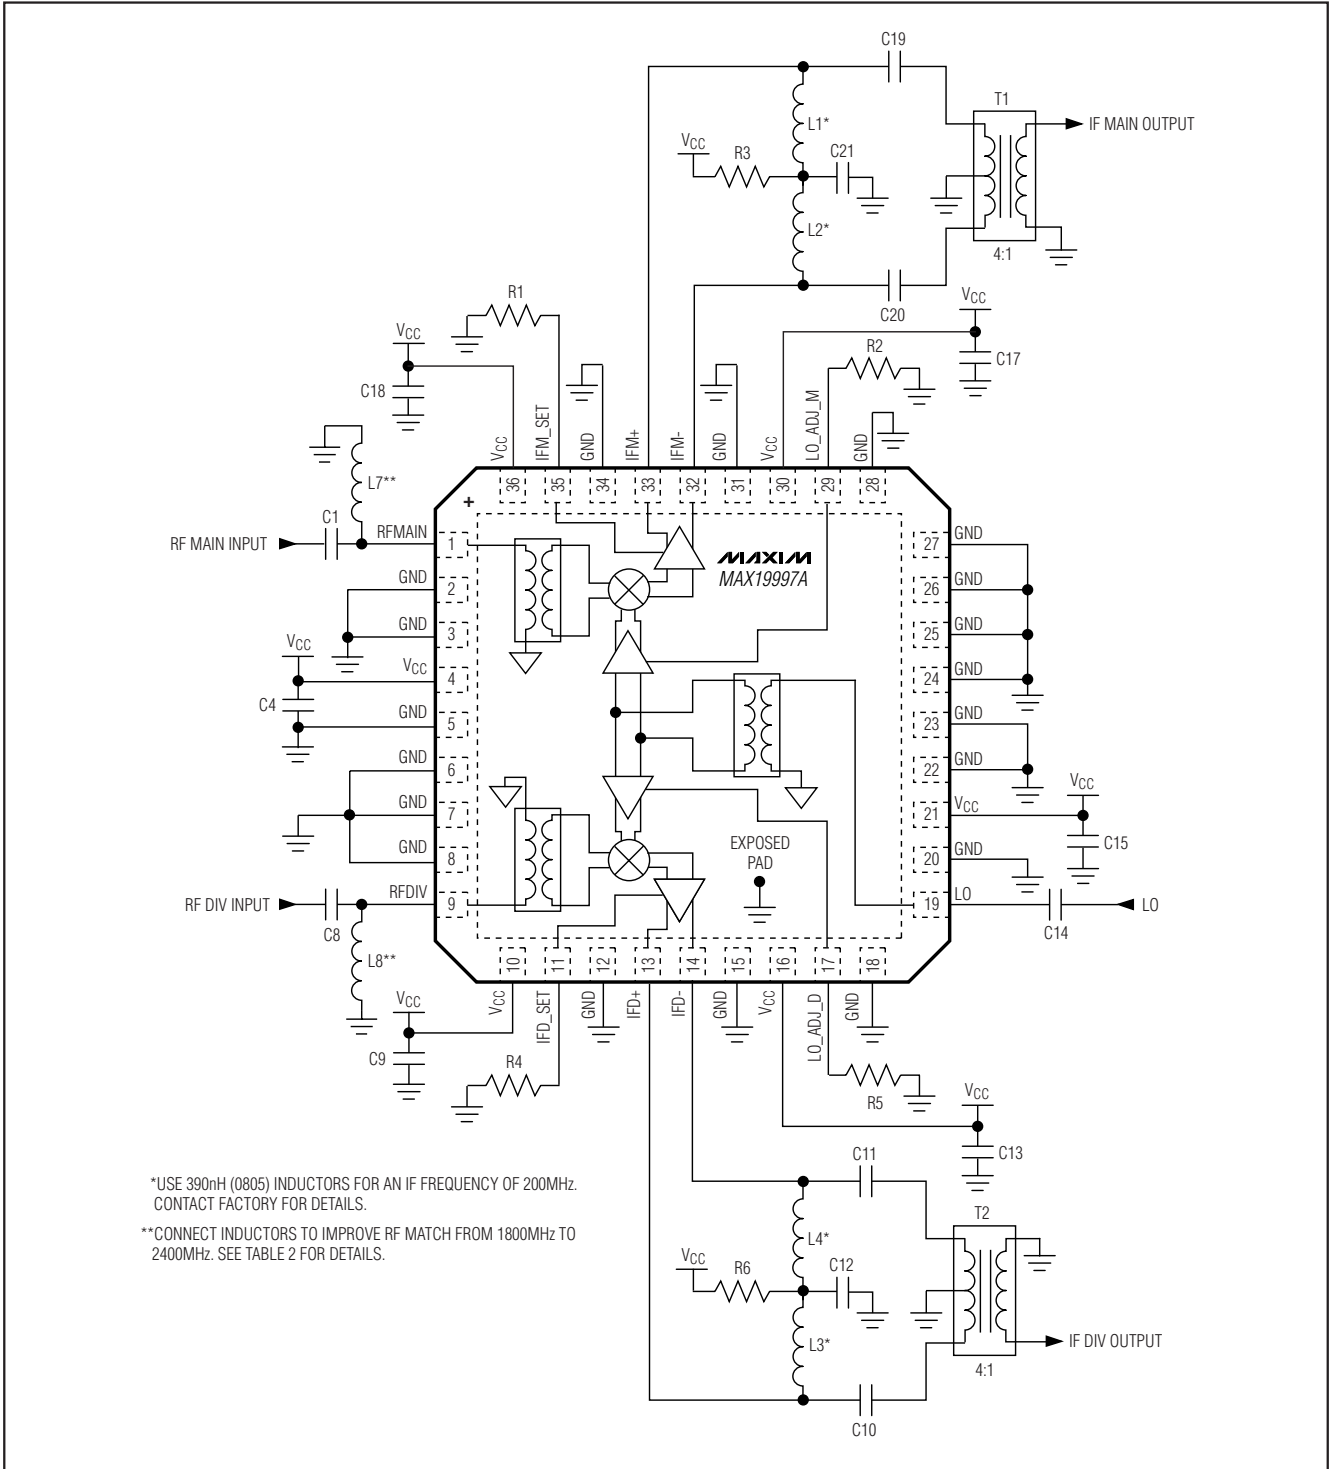 C19
T1
IF MAIN OUTPUT
L1*
VCC
R3
C21
L2*
4:1
R1
C20
VCC
VCC
R2
C17
C18
VCC
IFM_SET
GND
IFM+
IFM-
GND
VCC
LO_ADJ_M
GND
36
35
34
33
32
31
30
29
28
L7**
+
C1
RF MAIN INPUT
RFMAIN
1
MAXIM
MAX19997A
27
GND
GND
2
26
GND
GND
3
25
GND
VCC
VCC
4
24
GND
C4
GND
5
23
GND
GND
6
22
GND
VCC
GND
7
21
VCC
C15
EXPOSED
PAD
GND
8
20
GND
RF DIV INPUT
RFDIV
9
19
LO
LO
C8
C14
L8**
10
11
12
13
14
15
16
17
18
VCC
VCC
IFD_SET
GND
IFD+
IFD-
GND
VCC
LO_ADJ_D
GND
C9
R4
R5
VCC
C13
C11
*USE 390nH (0805) INDUCTORS FOR AN IF FREQUENCY OF 200MHz.
CONTACT FACTORY FOR DETAILS.
**CONNECT INDUCTORS TO IMPROVE RF MATCH FROM 1800MHz TO
2400MHz. SEE TABLE 2 FOR DETAILS.
T2
L4*
VCC
R6
C12
L3*
IF DIV OUTPUT
4:1
C10